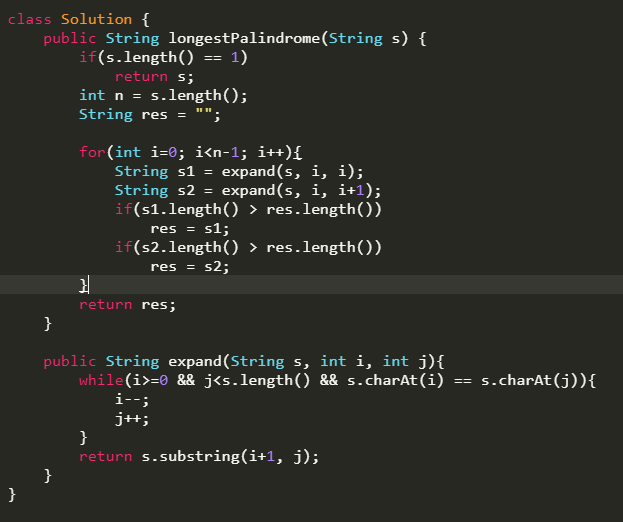 class Solution {
    public String longestPalindrome(String s) {
        if(s.length() == 1)
            return s;
        int n = s.length();
        String res = "";

        for(int i=0; i<n-1; i++){
            String s1 = expand(s, i, i);
            String s2 = expand(s, i, i+1);
            if(s1.length() > res.length())
                res = s1;
            if(s2.length() > res.length())
                res = s2;
        }
        return res;
    }

    public String expand(String s, int i, int j){
        while(i>=0 && j<s.length() && s.charAt(i) == s.charAt(j)){
            i--;
            j++;
        }
        return s.substring(i+1, j);
    }
}